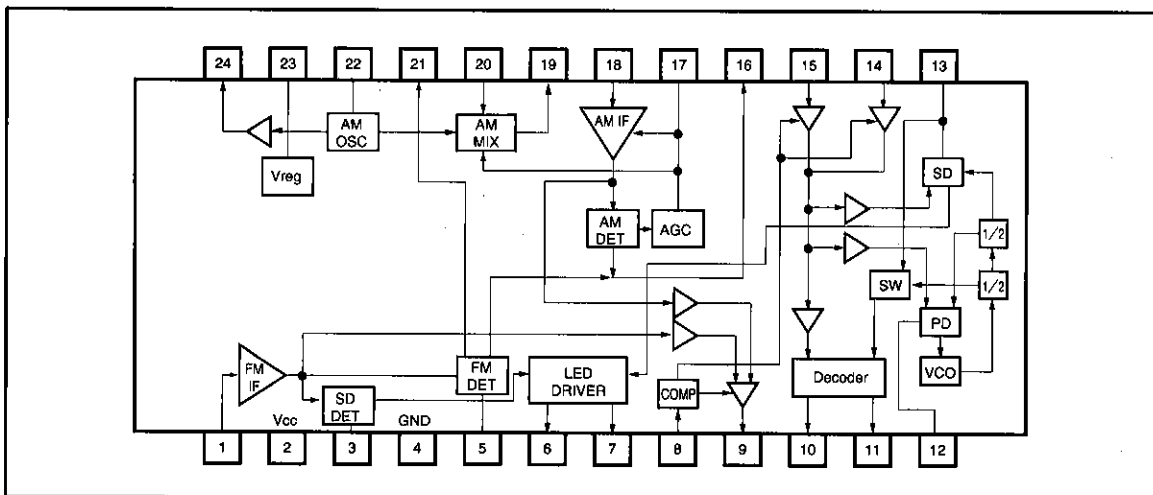 24 23 22 21 20 19 18 17 16 15 14 13
AM IF
AM
OSC
AM
MIX
Vreg
SD
AM
DET
AGC
1/2
SW
1/2
PD
FM
IF
FM
DET
LED
DRIVER
COMP
Decoder
VCO
SD
DET
Vcc
GND
1 2 3 4 5 6 7 8 9 10 11 12